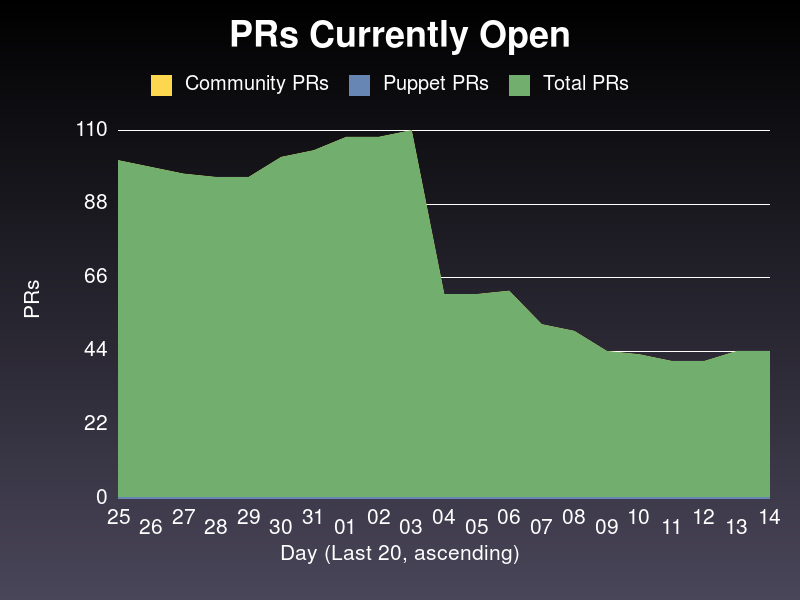 PRs Currently Open
Community PRs Puppet PRs Total PRs
110
88
66
44
22
0
PRs
25 26 27 28 29 30 31 01 02 03 04 05 06 07 08 09 10 11 12 13 14
Day (Last 20, ascending)